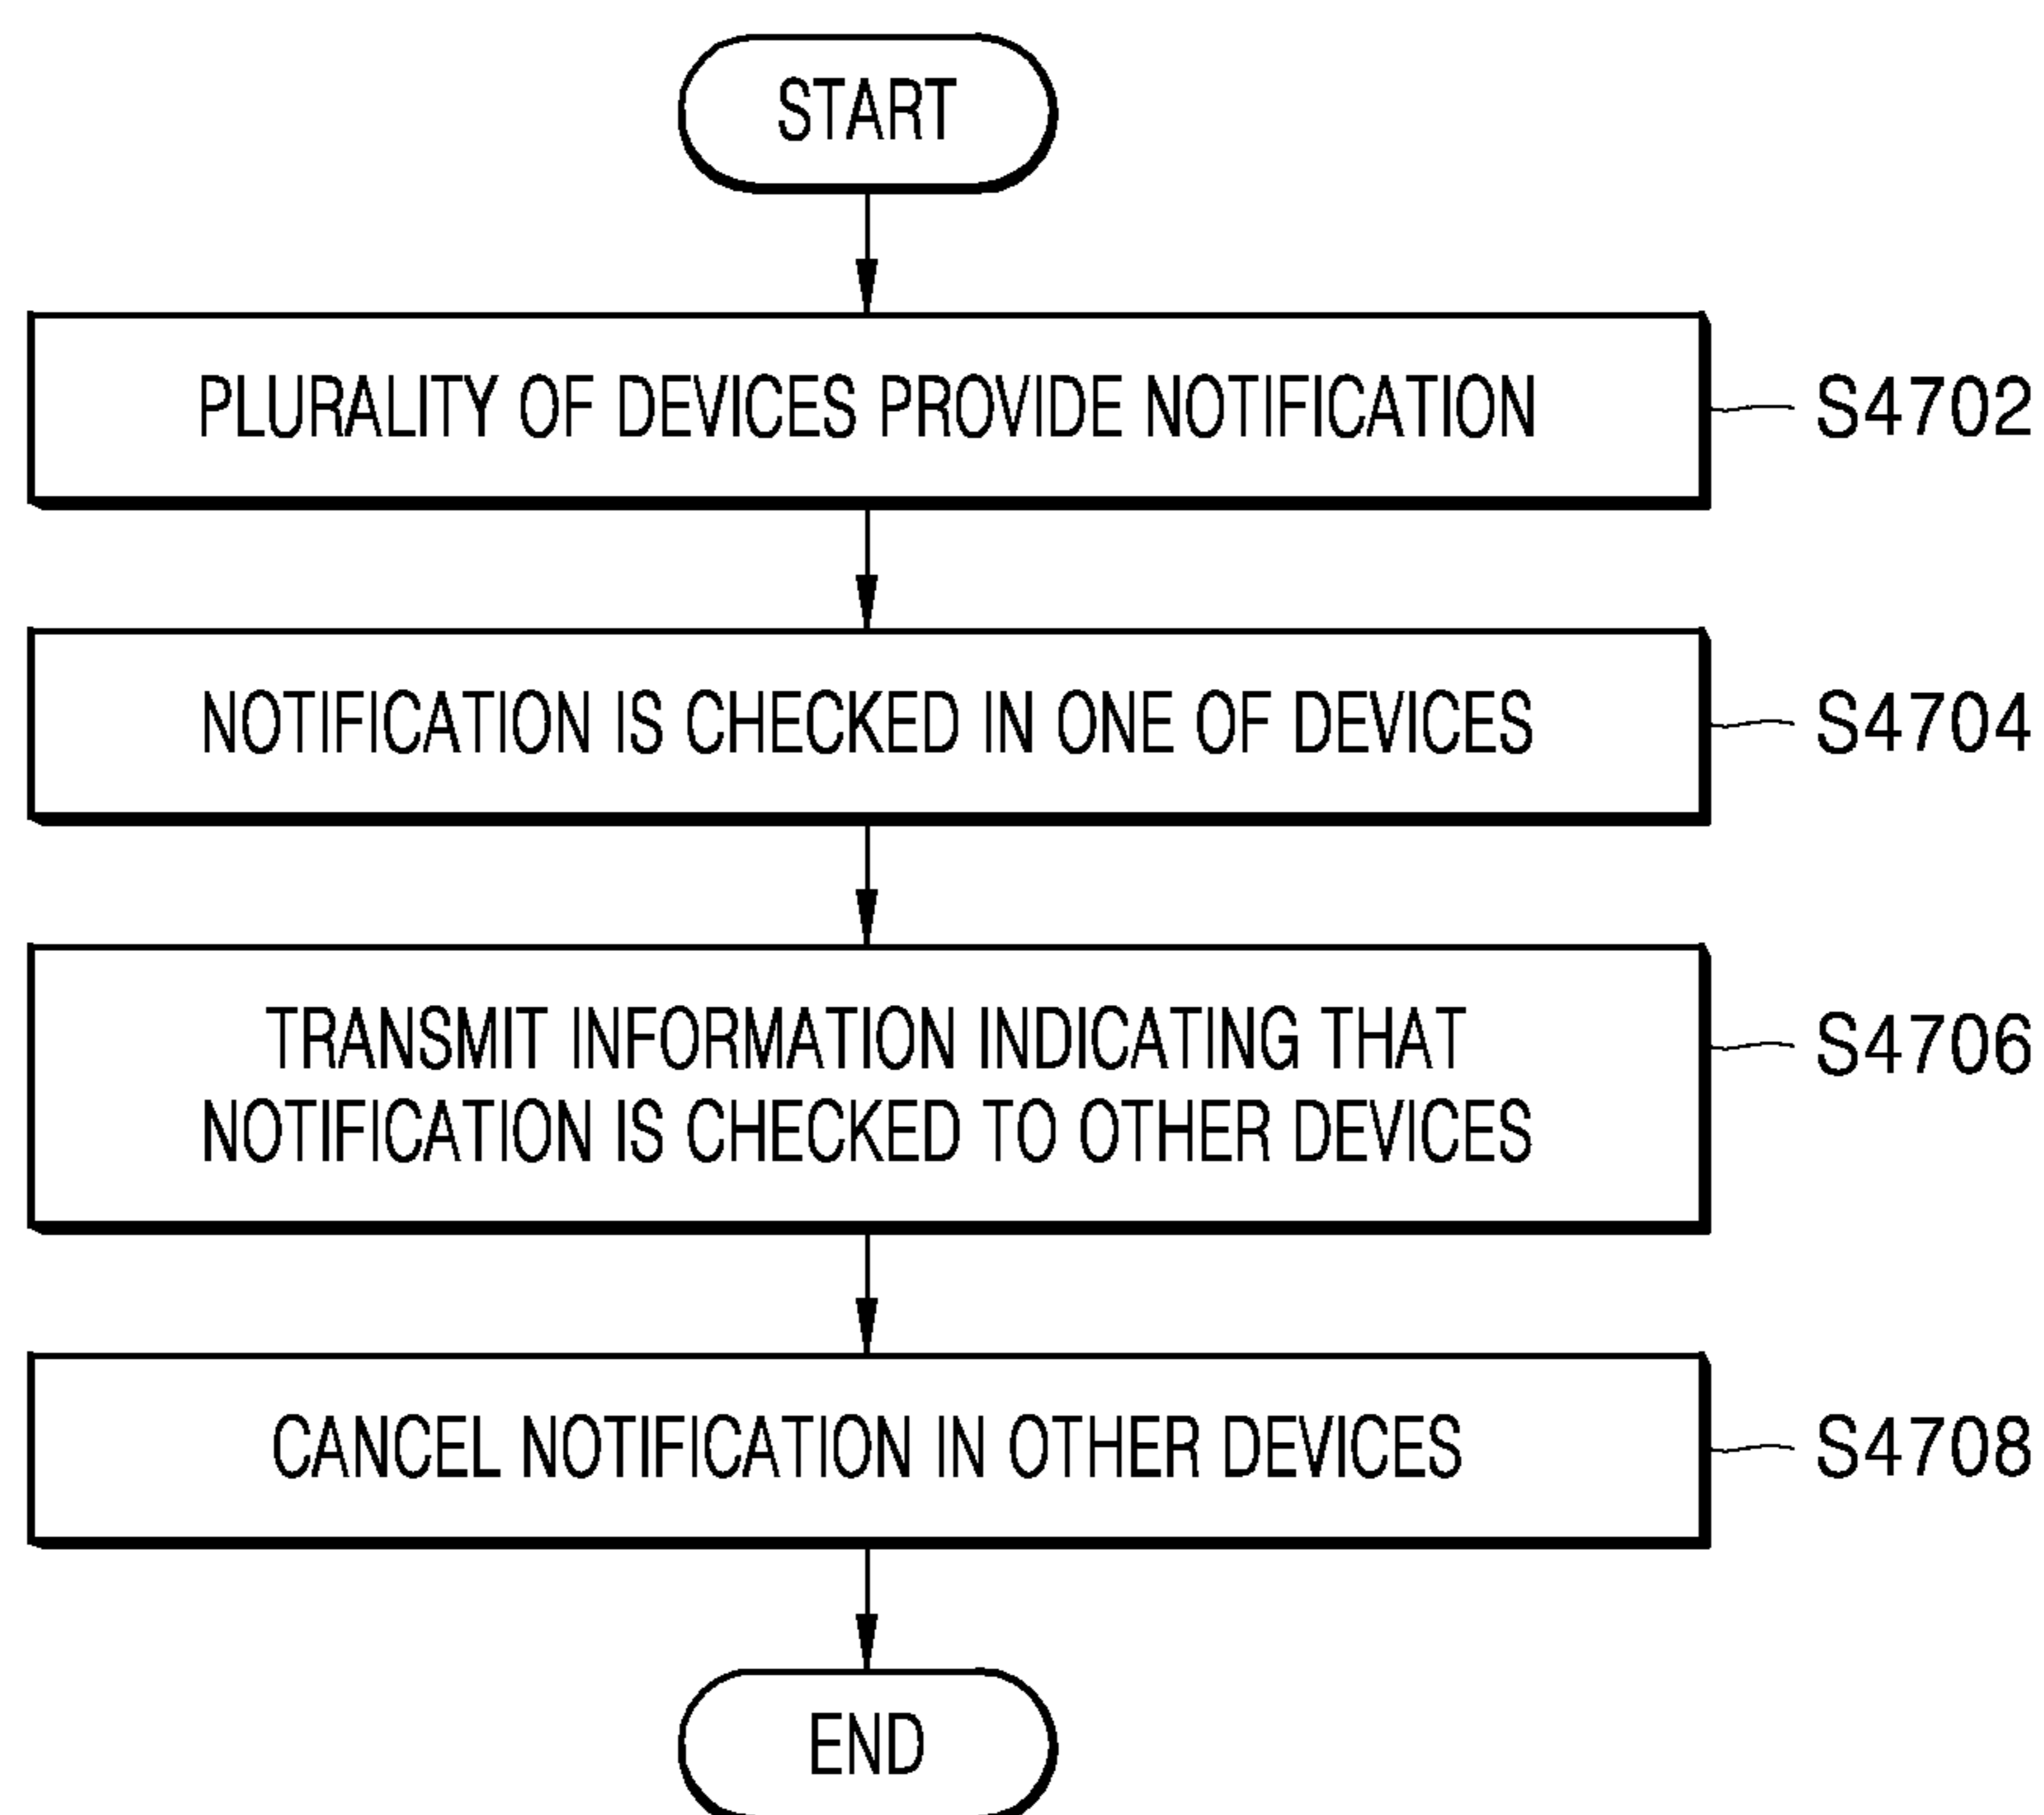 START
PLURALITY OF DEVICES PROVIDE NOTIFICATION
S4702
NOTIFICATION IS CHECKED IN ONE OF DEVICES
S4704
TRANSMIT INFORMATION INDICATING THAT
NOTIFICATION IS CHECKED TO OTHER DEVICES
S4706
CANCEL NOTIFICATION IN OTHER DEVICES
S4708
END